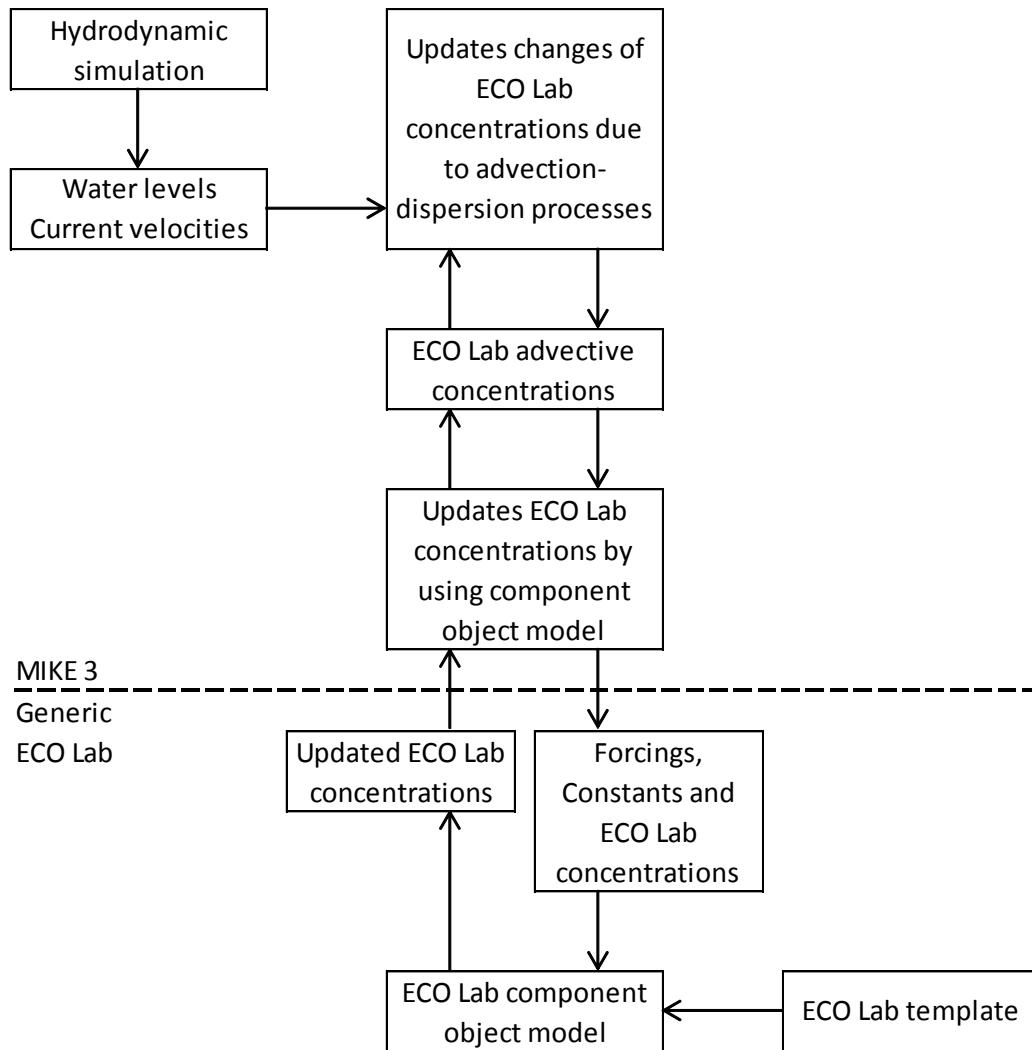 Hydrodynamic
simulation
Updates changes of
ECO Lab
concentrations due
to advection-
dispersion processes
Water levels
Current velocities
ECO Lab advective
concentrations
Updates ECO Lab
concentrations by
using component
object model
MIKE 3
Generic
ECO Lab
Updated ECO Lab
concentrations
Forcings,
Constants and
ECO Lab
concentrations
ECO Lab component
object model
ECO Lab template